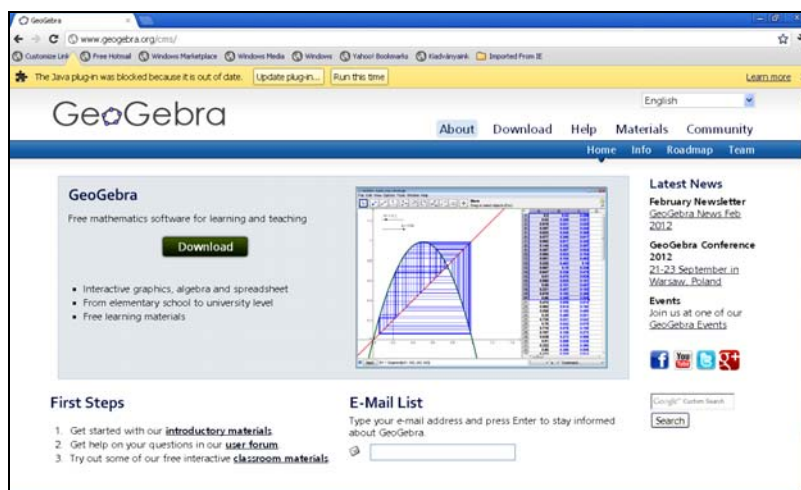 GeoGebra
www.geogebra.org/cms/
Customize Link Free Hotmail Windows Marketplace Windows Media Windows Yahoo! Bookmarks Kiadványaink Imported From IE
The Java plug-in was blocked because it is out of date. Update plug-in... Run this time Learn more
English
GeoGebra
About Download Help Materials Community
Home Info Roadmap Team
GeoGebra
Free mathematics software for learning and teaching
Download
Interactive graphics, algebra and spreadsheet
From elementary school to university level
Free learning materials
Latest News
February Newsletter
GeoGebra News Feb
2012
GeoGebra Conference
2012
21-23 September in
Warsaw, Poland
Events
Join us at one of our
GeoGebra Events
First Steps
1. Get started with our introductory materials.
2. Get help on your questions in our user forum.
3. Try out some of our free interactive classroom materials.
E-Mail List
Type your e-mail address and press Enter to stay informed
about GeoGebra.
Google™ Custom Search
Search